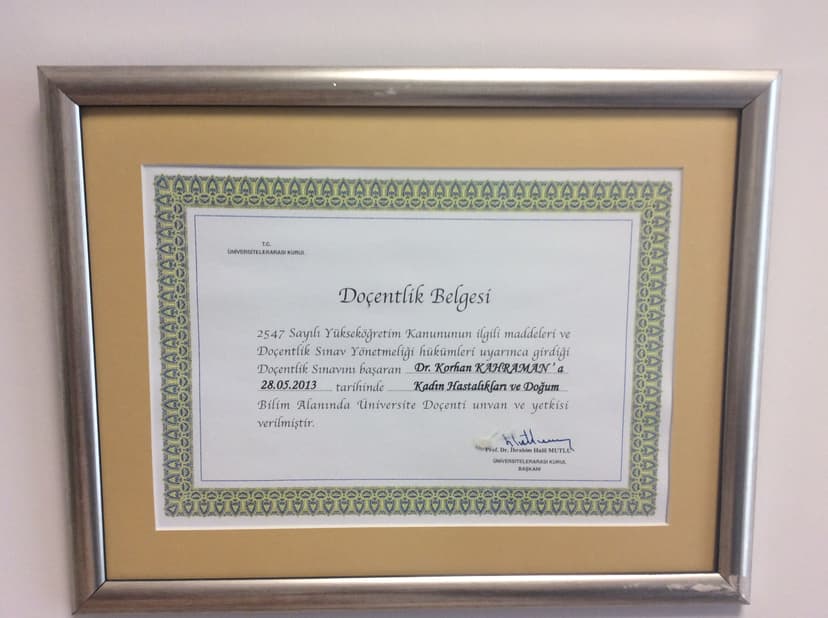 T.C.
ÜNİVERSİTELERARASI KURUL
Doçentlik Belgesi
2547 Sayılı Yükseköğretim Kanununun ilgili maddeleri ve
Doçentlik Sınav Yönetmeliği hükümleri uyarınca girdiği
Doçentlik Sınavını başaran Dr. Korhan KAHRAMAN'a
28.05.2013 tarihinde Kadın Hastalıkları ve Doğum
Bilim Alanında Üniversite Doçenti unvan ve yetkisi
verilmiştir.
Prof. Dr. İbrahim Halil MUTLU
ÜNİVERSİTELERARASI KURUL
BAŞKANI